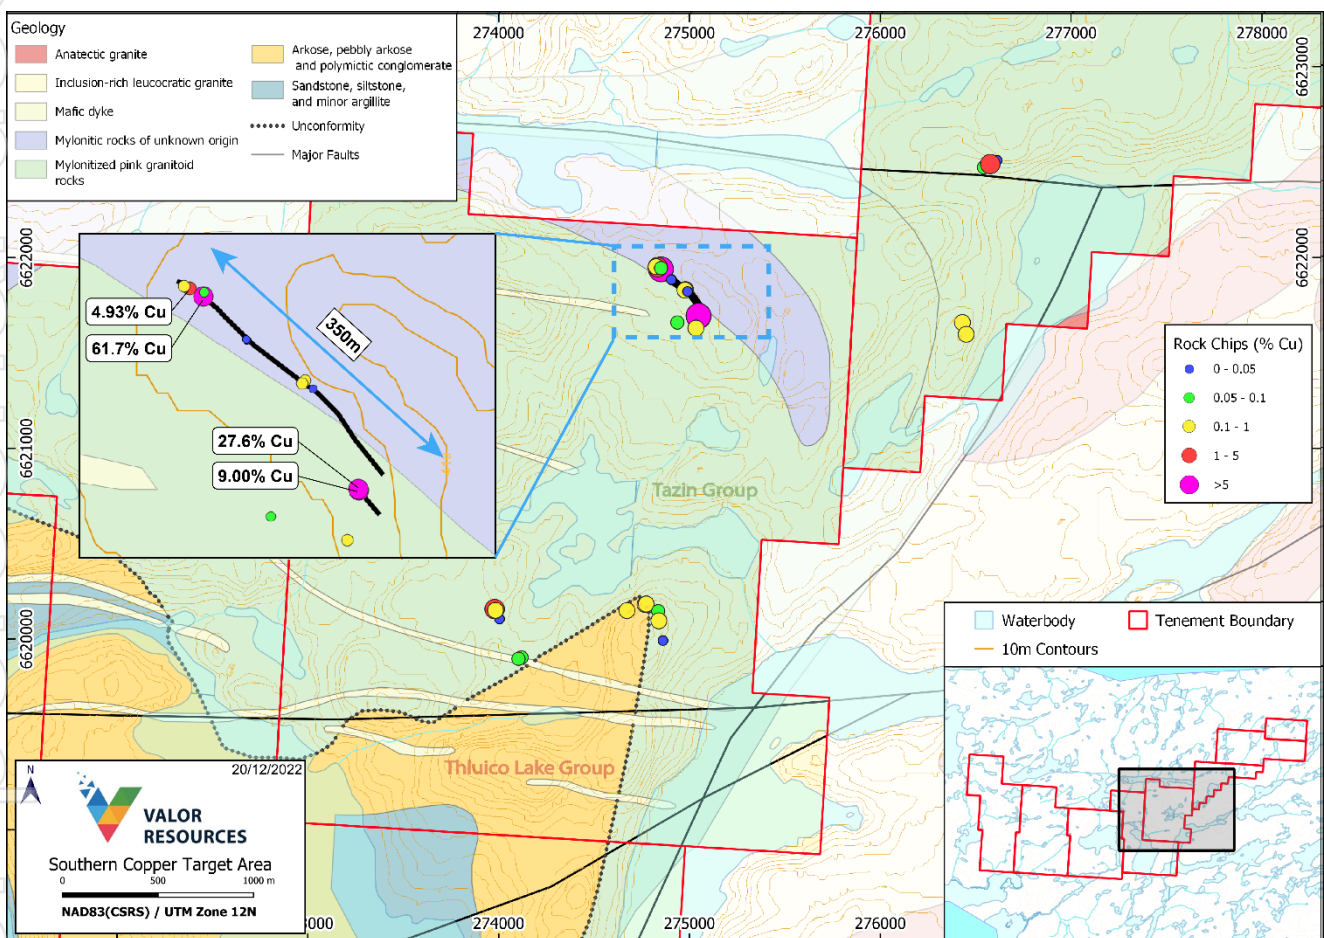 Geology
Anatectic granite
Inclusion-rich leucocratic granite
Mafic dyke
Mylonitic rocks of unknown origin
Mylonitized pink granitoid
rocks
Arkose, pebbly arkose
and polymictic conglomerate
Sandstone, siltstone,
and minor argillite
Unconformity
Major Faults
274000
275000
276000
277000
278000
6623000
6622000
6622000
6621000
6621000
6620000
4.93% Cu
61.7% Cu
350m
27.6% Cu
9.00% Cu
Rock Chips (% Cu)
0 - 0.05
0.05 - 0.1
0.1 - 1
1 - 5
>5
Tazin Group
Thluico Lake Group
Waterbody
Tenement Boundary
10m Contours
20/12/2022
N
VALOR
RESOURCES
Southern Copper Target Area
0 500 1000 m
NAD83(CSRS) / UTM Zone 12N
3000
274000
275000
276000